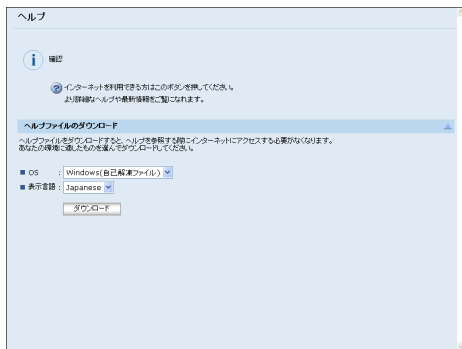 ヘルプ
確認
インターネットを利用できる方はこのボタンを押してください。
より詳細なヘルプや最新情報をご覧になれます。
ヘルプファイルのダウンロード
ヘルプファイルをダウンロードすると、ヘルプを参照する際にインターネットにアクセスする必要がなくなります。
あなたの環境に適したものを選んでダウンロードしてください。
OS : Windows(自己解凍ファイル)
表示言語 : Japanese
ダウンロード